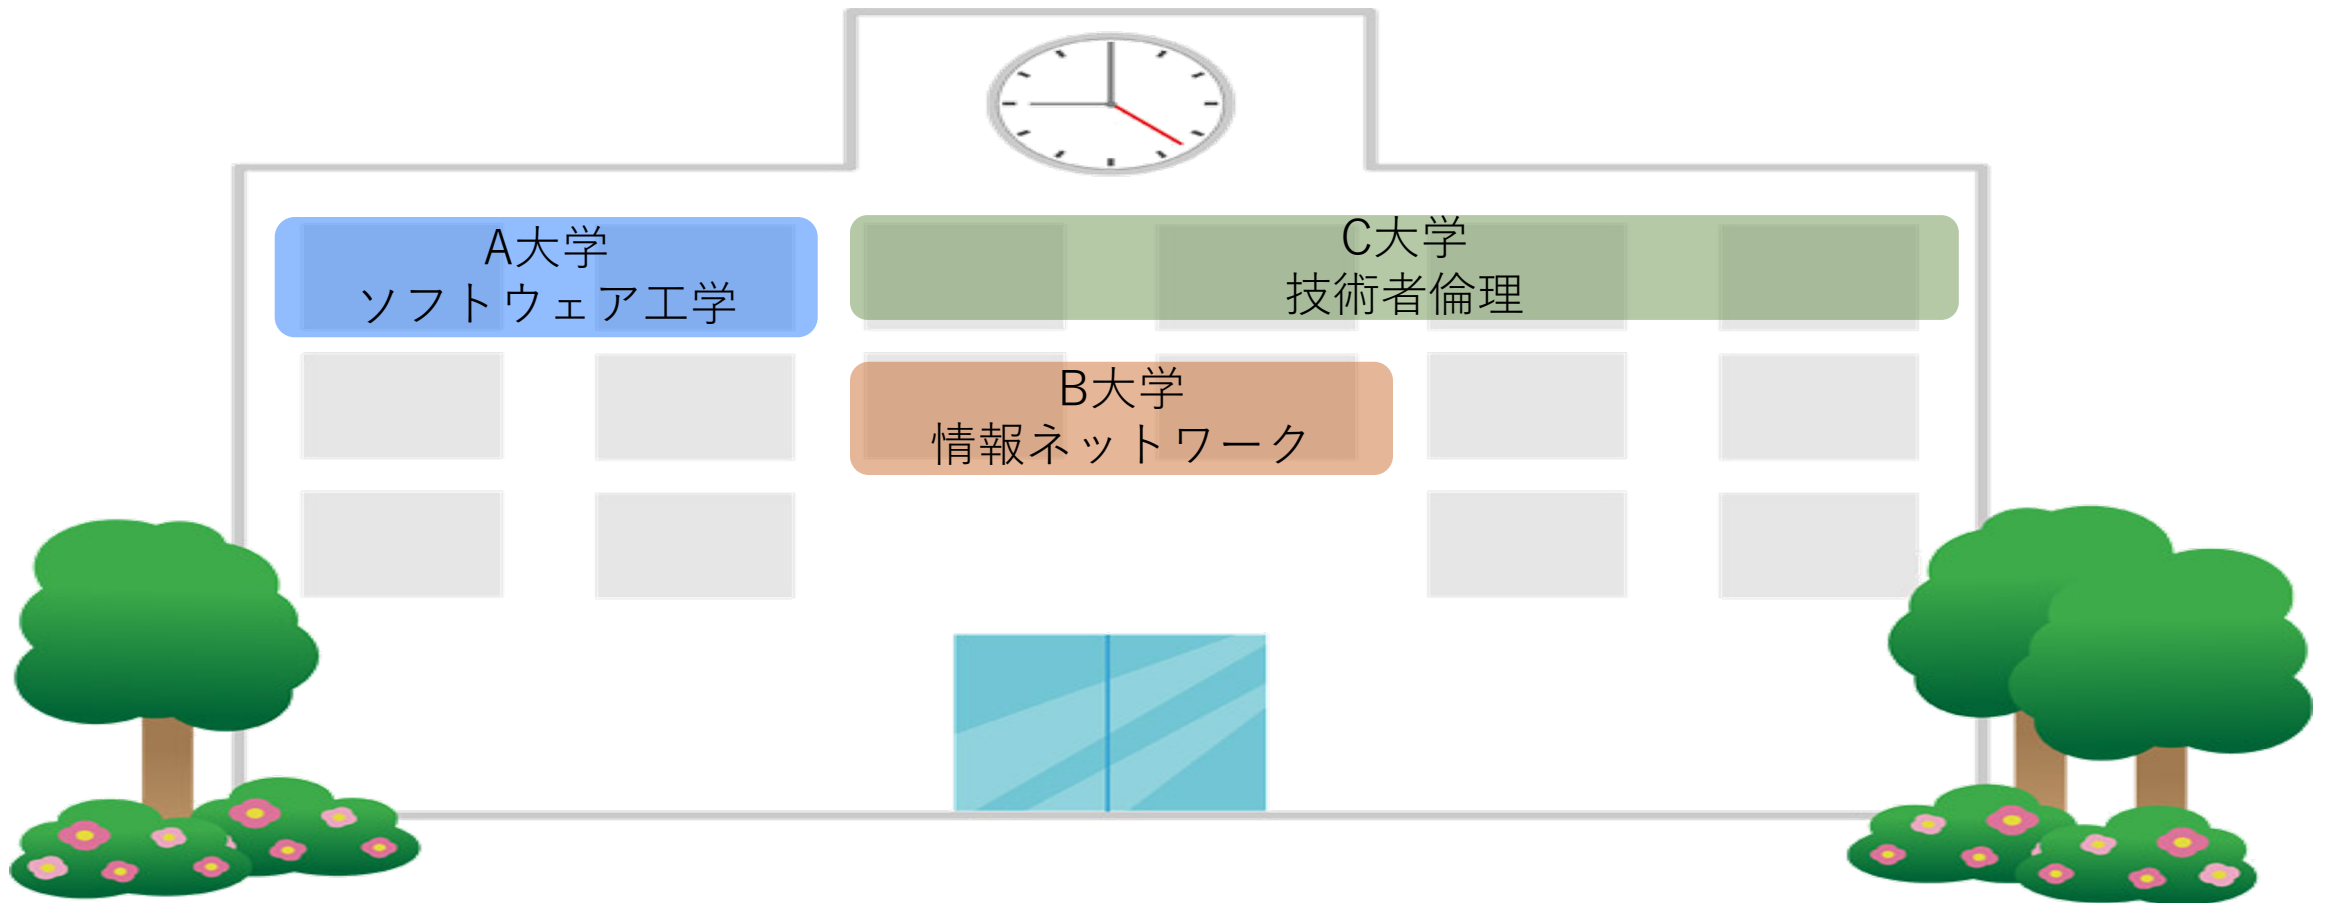 A大学
ソフトウェア工学
C大学
技術者倫理
B大学
情報ネットワーク